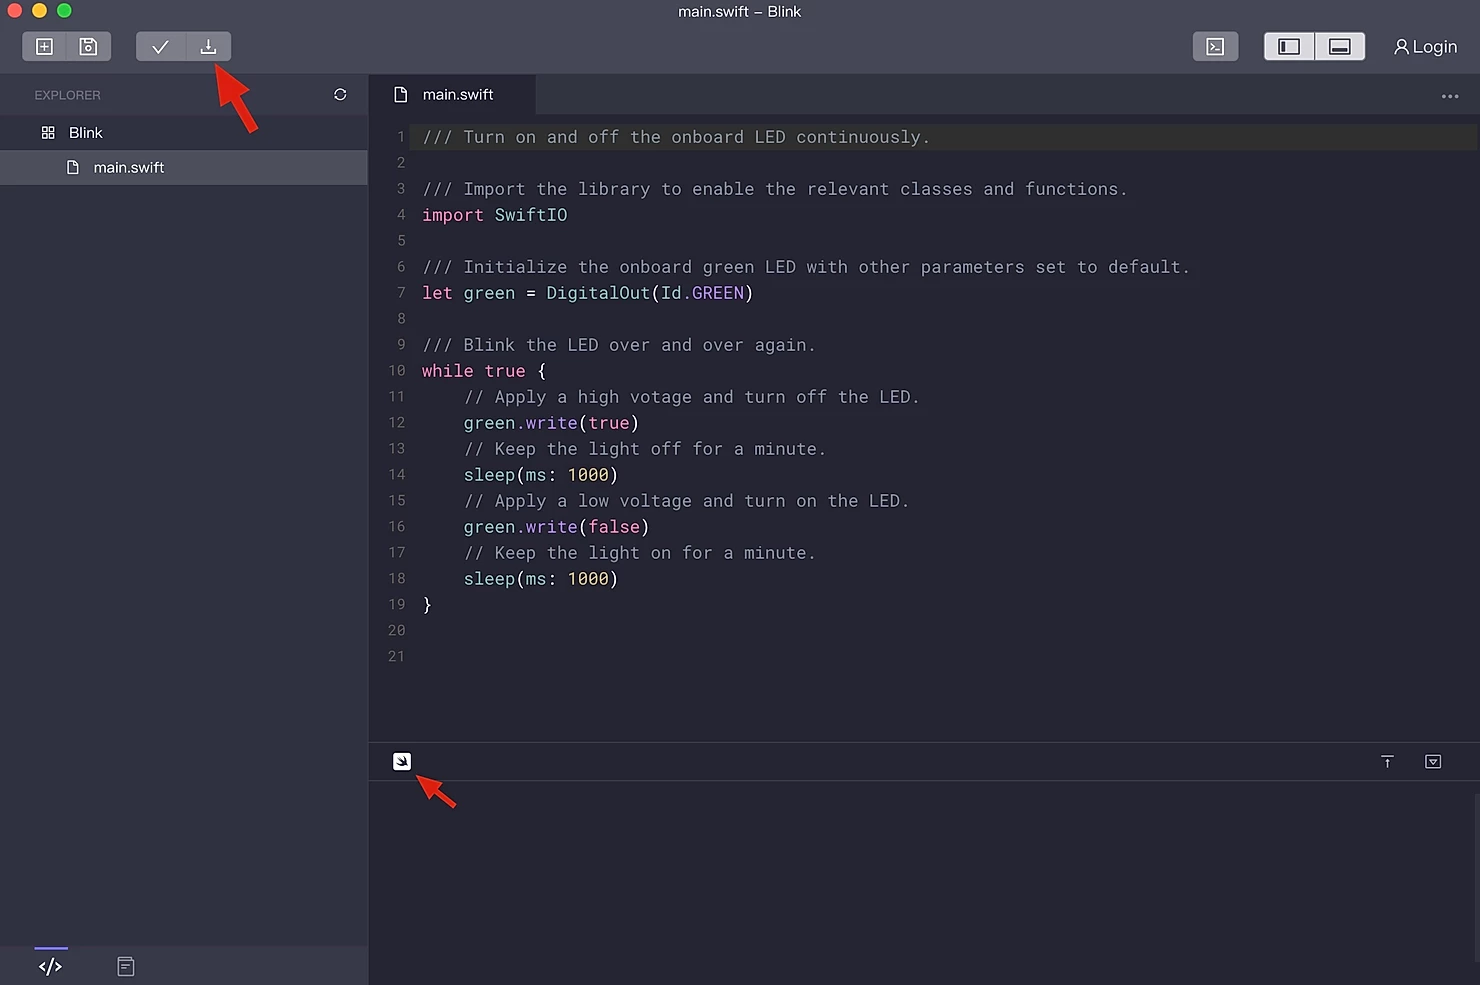 main.swift – Blink
Login
EXPLORER
main.swift
Blink
main.swift
1 /// Turn on and off the onboard LED continuously.
2
3 /// Import the library to enable the relevant classes and functions.
4 import SwiftIO
5
6 /// Initialize the onboard green LED with other parameters set to default.
7 let green = DigitalOut(Id.GREEN)
8
9 /// Blink the LED over and over again.
10 while true {
11     // Apply a high votage and turn off the LED.
12     green.write(true)
13     // Keep the light off for a minute.
14     sleep(ms: 1000)
15     // Apply a low voltage and turn on the LED.
16     green.write(false)
17     // Keep the light on for a minute.
18     sleep(ms: 1000)
19 }
20
21